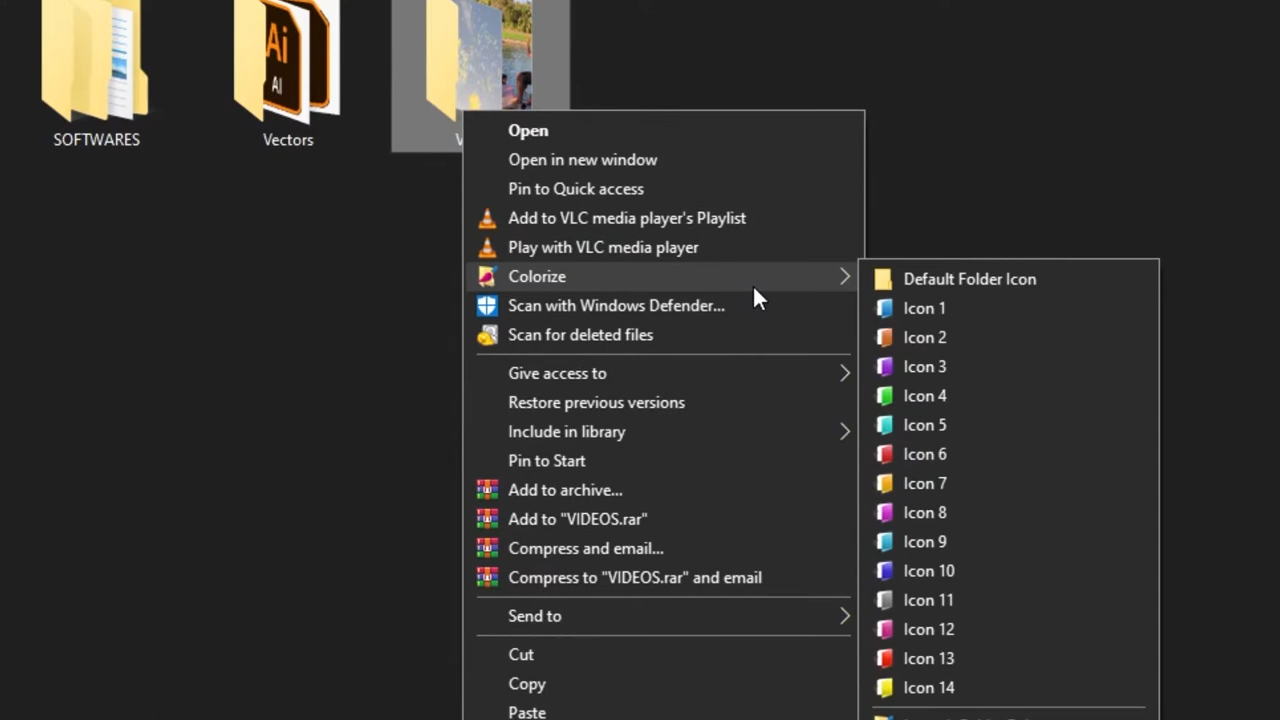 Ai
AI
SOFTWARES
Vectors
V
Open
Open in new window
Pin to Quick access
Add to VLC media player's Playlist
Play with VLC media player
Colorize
Scan with Windows Defender...
Scan for deleted files
Give access to
Restore previous versions
Include in library
Pin to Start
Add to archive...
Add to "VIDEOS.rar"
Compress and email...
Compress to "VIDEOS.rar" and email
Send to
Cut
Copy
Paste
Default Folder Icon
Icon 1
Icon 2
Icon 3
Icon 4
Icon 5
Icon 6
Icon 7
Icon 8
Icon 9
Icon 10
Icon 11
Icon 12
Icon 13
Icon 14